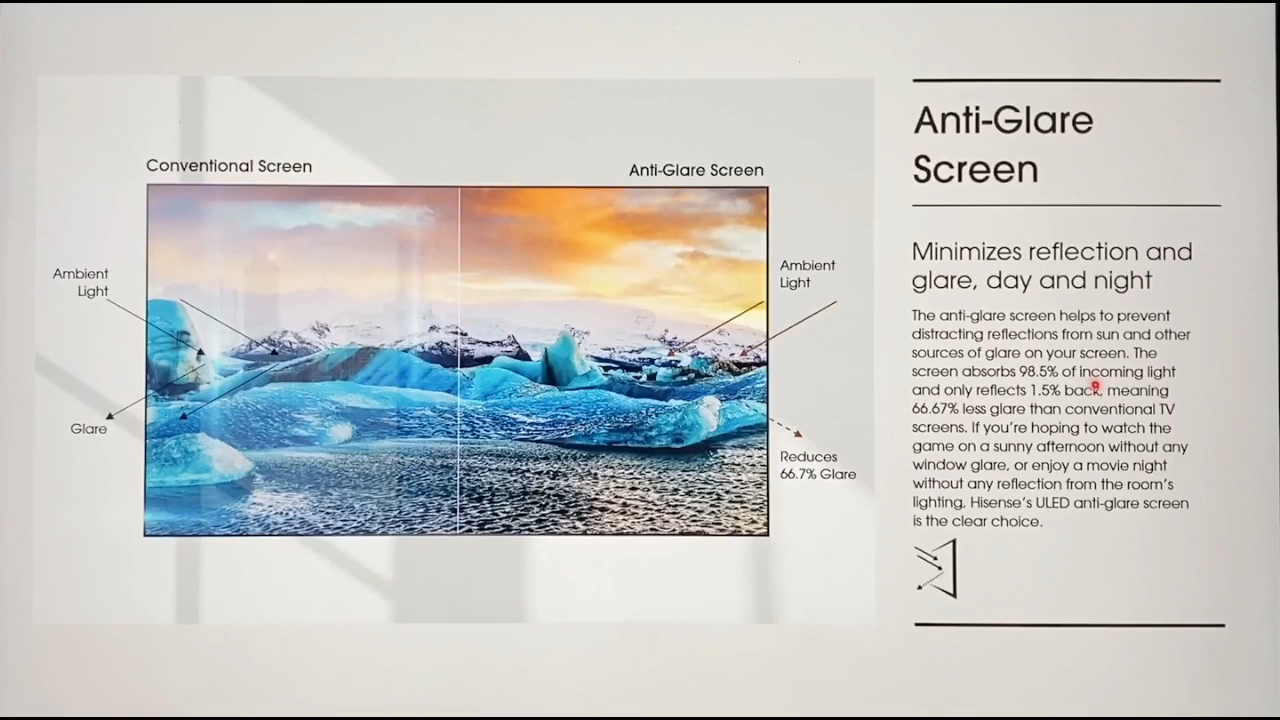 Anti-Glare
Screen
Conventional Screen
Anti-Glare Screen
Ambient
Light
Ambient
Light
Glare
Reduces
66.7% Glare
Minimizes reflection and
glare, day and night
The anti-glare screen helps to prevent
distracting reflections from sun and other
sources of glare on your screen. The
screen absorbs 98.5% of incoming light
and only reflects 1.5% back, meaning
66.67% less glare than conventional TV
screens. If you're hoping to watch the
game on a sunny afternoon without any
window glare, or enjoy a movie night
without any reflection from the room's
lighting, Hisense's ULED anti-glare screen
is the clear choice.